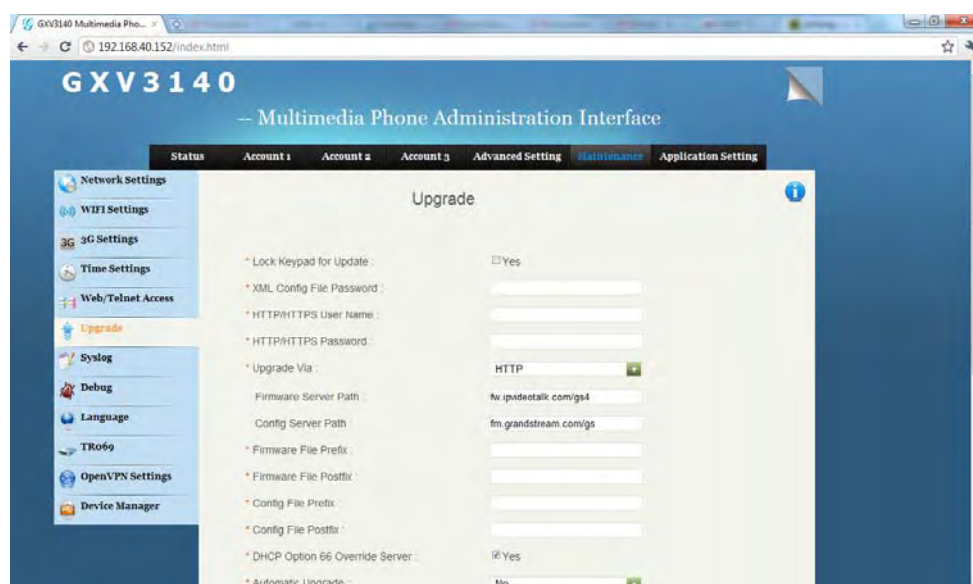 GXV3140 Multimedia Pho...
192.168.40.152/index.html
GXV3140
-- Multimedia Phone Administration Interface
Status Account 1 Account 2 Account 3 Advanced Setting Maintenance Application Setting
Network Settings
WIFI Settings
3G 3G Settings
Time Settings
Web/Telnet Access
Upgrade
Syslog
Debug
Language
TR069
OpenVPN Settings
Device Manager
Upgrade
* Lock Keypad for Update : Yes
* XML Config File Password :
* HTTP/HTTPS User Name :
* HTTP/HTTPS Password :
* Upgrade Via : HTTP
Firmware Server Path : fw.ipvideotalk.com/gs4
Config Server Path fm.grandstream.com/gs
* Firmware File Prefix :
* Firmware File Postfix :
* Config File Prefix :
* Config File Postfix :
* DHCP Option 66 Override Server : Yes
* Automatic Upgrade : No